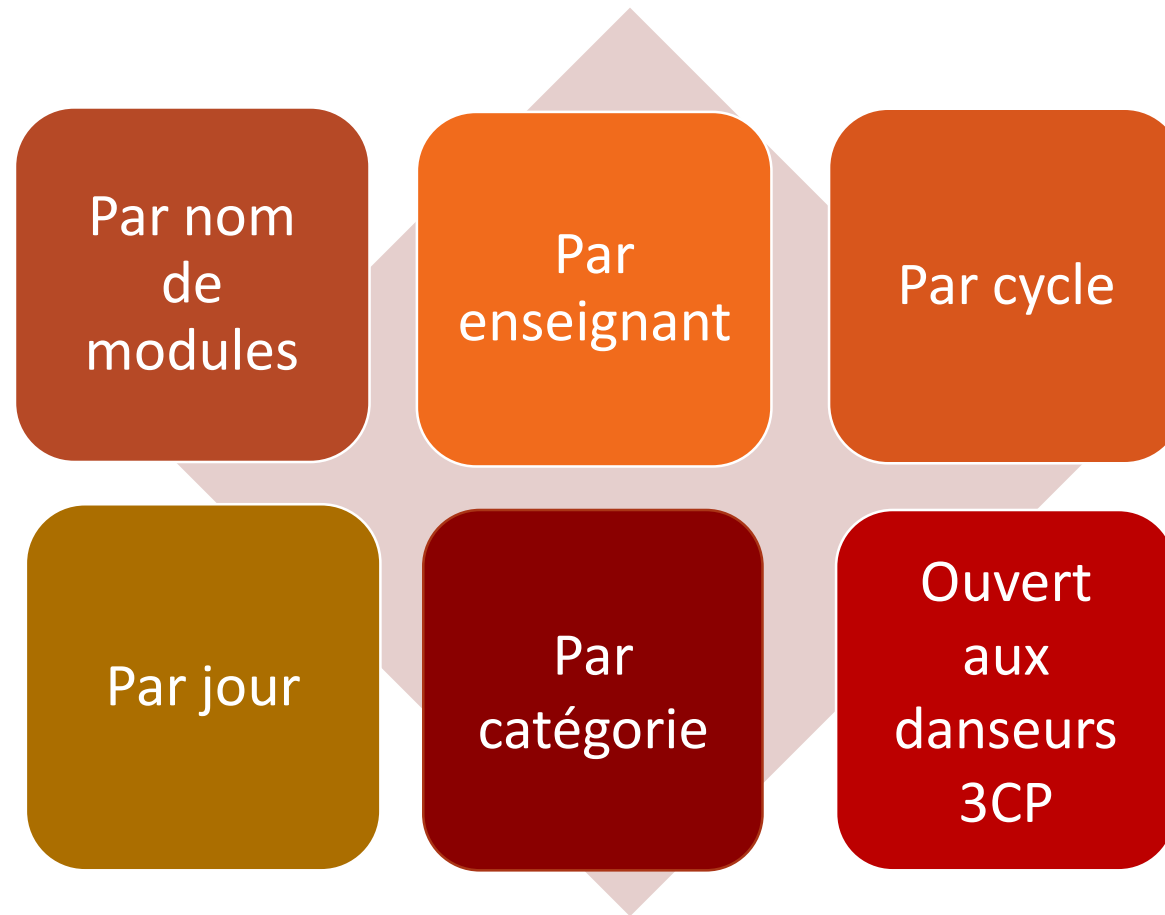 Par nom
de
modules
Par
enseignant
Par cycle
Par jour
Par
catégorie
Ouvert
aux
danseurs
3CP